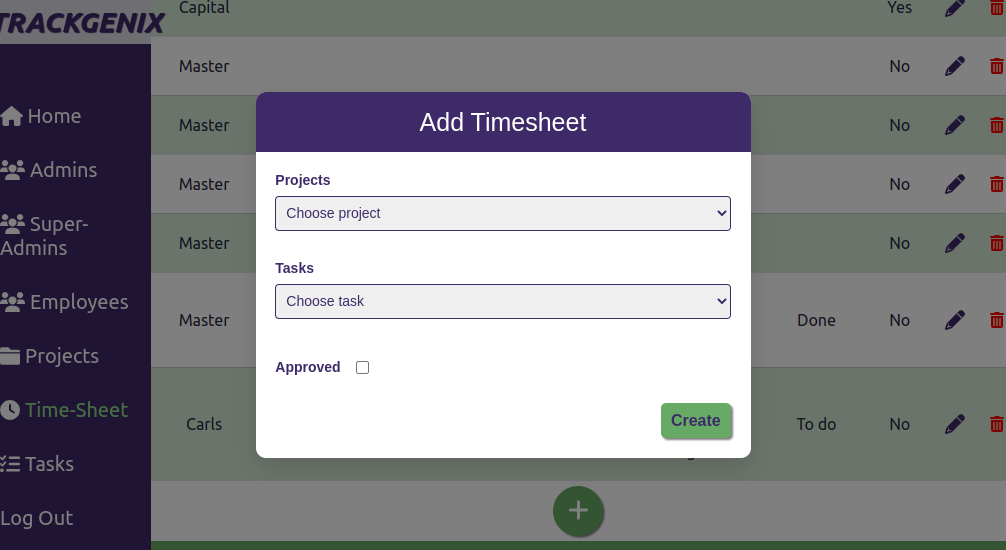 TRACKGENIX
Home
Admins
Super-
Admins
Employees
Projects
Time-Sheet
Tasks
Log Out
Capital Yes
Master No
Master No
Master No
Master No
Master Done No
Carls To do No
Add Timesheet
Projects
Choose project
Tasks
Choose task
Approved
Create